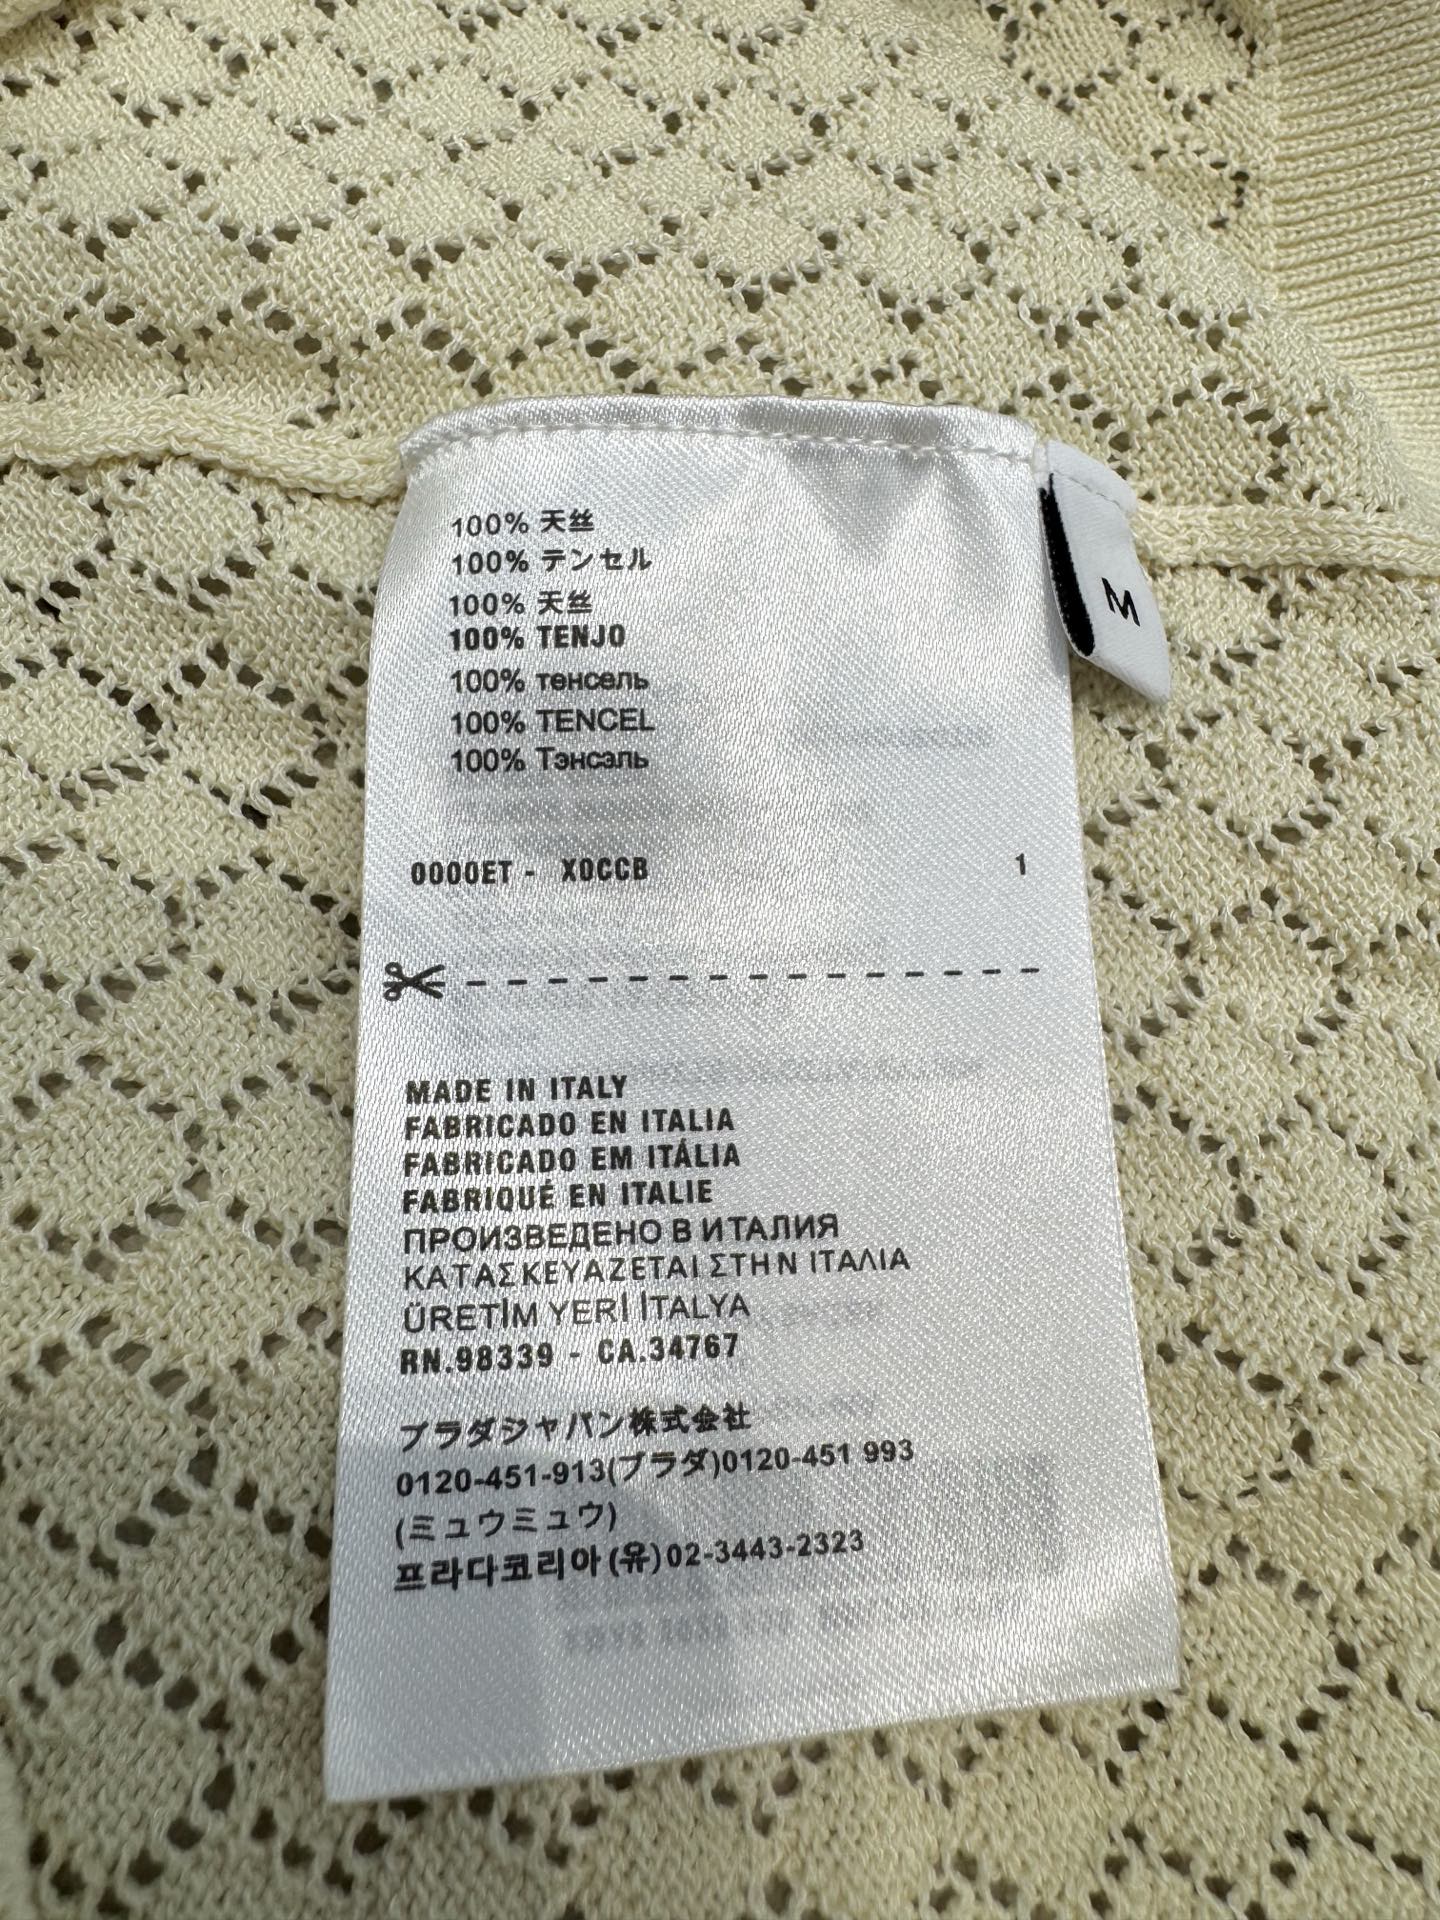 100% 天丝
100% テンセル
100% 天丝
100% TENJO
100% тенсель
100% TENCEL
100% Тэнсэль
M
0000ET - X0CCB 1
MADE IN ITALY
FABRICADO EN ITALIA
FABRICADO EM ITÁLIA
FABRIQUÉ EN ITALIE
ПРОИЗВЕДЕНО В ИТАЛИЯ
ΚΑΤΑΣΚΕΥΑΖΕΤΑΙ ΣΤΗΝ ΙΤΑΛΙΑ
ÜRETİM YERİ İTALYA
RN.98339 - CA.34767
プラダジャパン株式会社
0120-451-913(プラダ)0120-451 993
(ミュウミュウ)
프라다코리아(유)02-3443-2323